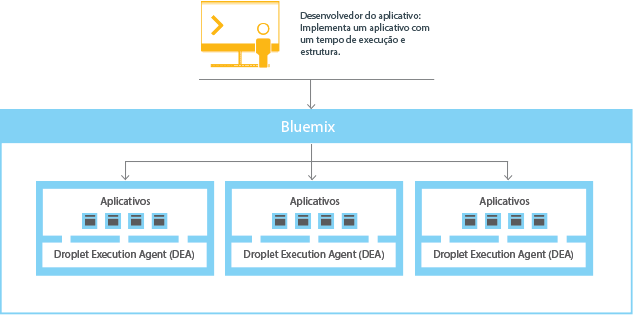 Desenvolvedor do aplicativo:
Implementa um aplicativo com
um tempo de execução e
estrutura.
Bluemix
Aplicativos
Droplet Execution Agent (DEA)
Aplicativos
Droplet Execution Agent (DEA)
Aplicativos
Droplet Execution Agent (DEA)